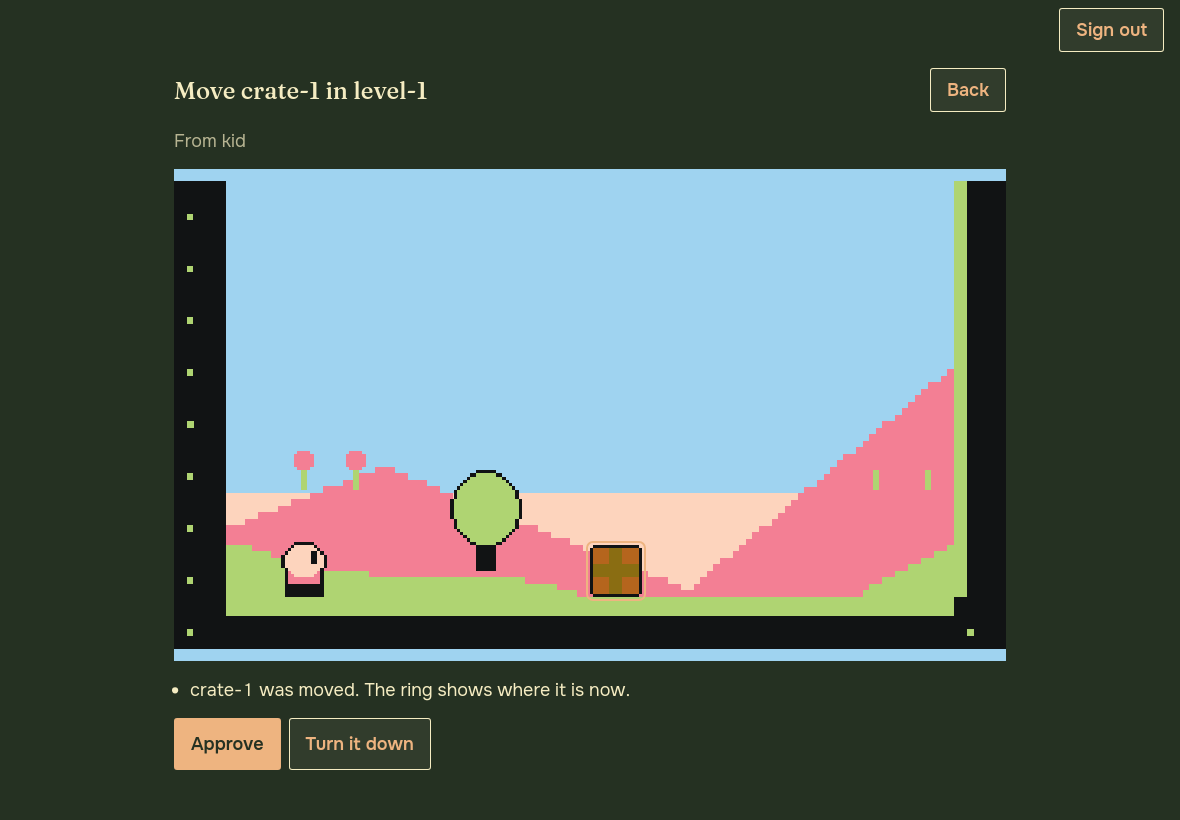 Sign out
Move crate-1 in level-1
Back
From kid
crate-1 was moved. The ring shows where it is now.
Approve
Turn it down